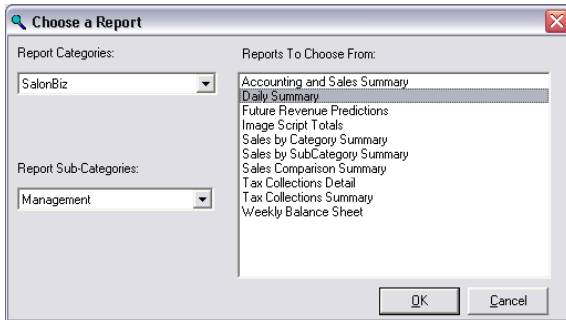 Choose a Report
Report Categories:
SalonBiz
Report Sub-Categories:
Management
Reports To Choose From:
Accounting and Sales Summary
Daily Summary
Future Revenue Predictions
Image Script Totals
Sales by Category Summary
Sales by SubCategory Summary
Sales Comparison Summary
Tax Collections Detail
Tax Collections Summary
Weekly Balance Sheet
OK
Cancel